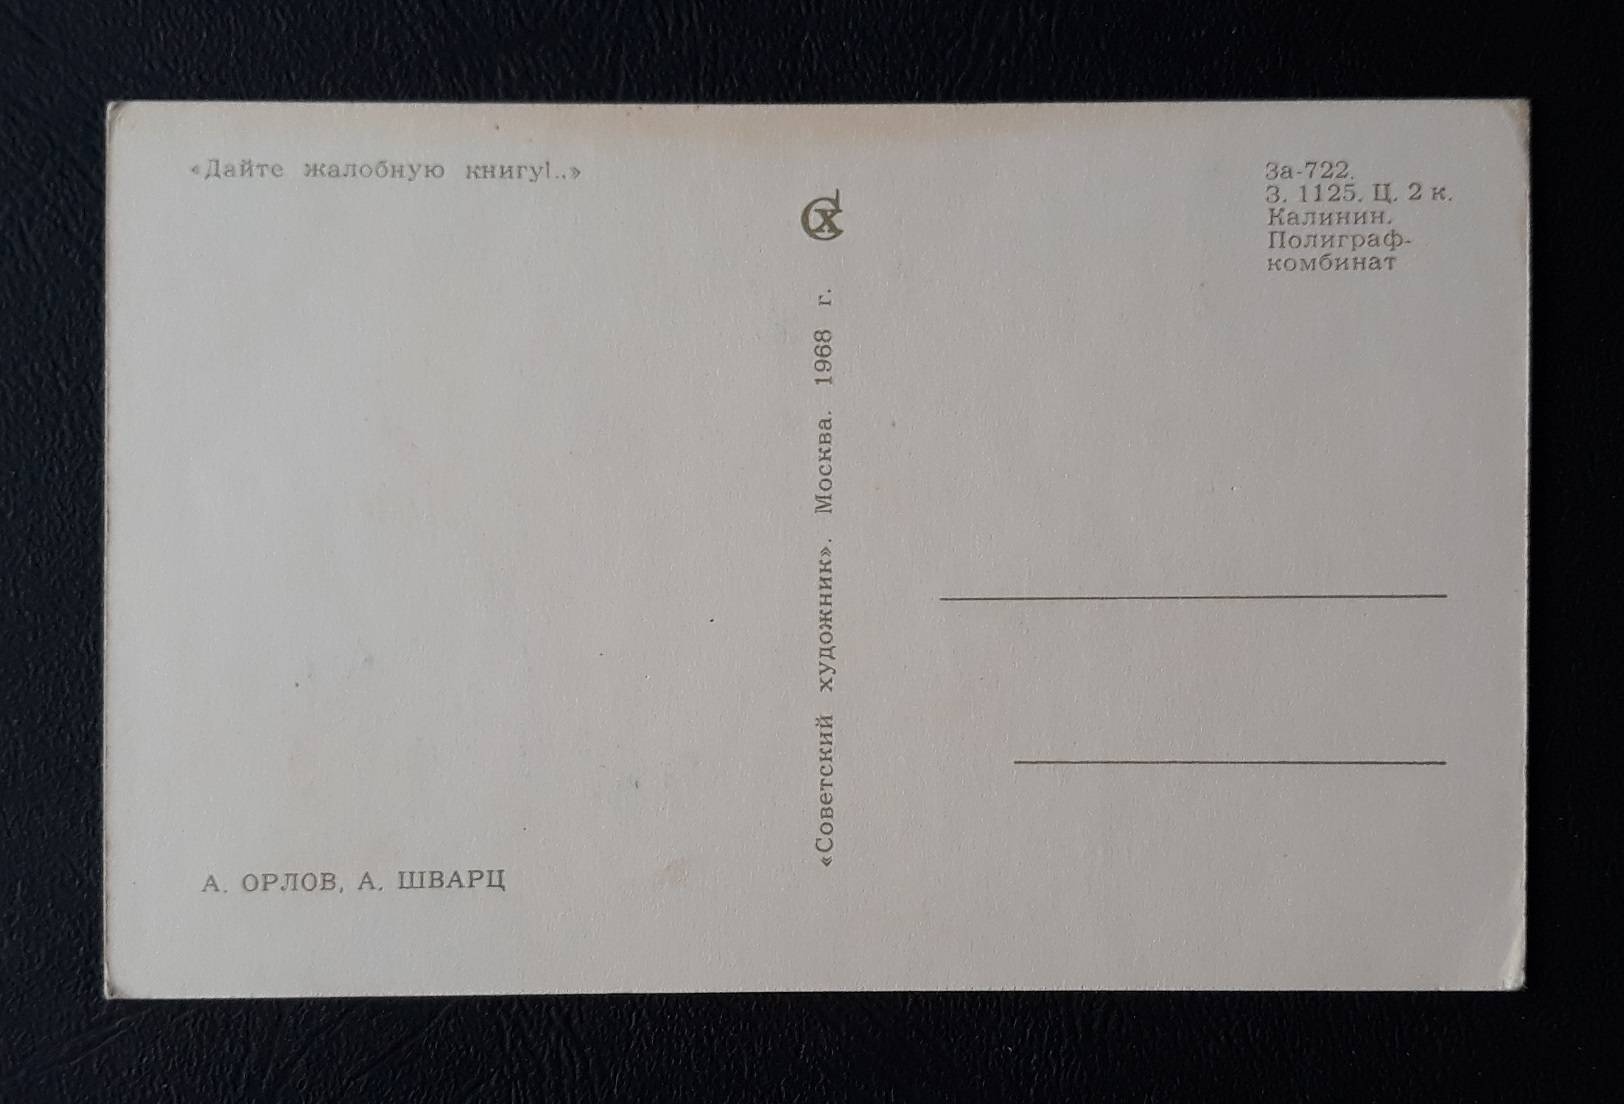 «Дайте жалобную книгу!..»
За-722.
З. 1125. Ц. 2 к.
Калинин.
Полиграф-
комбинат
СХ
«Советский художник». Москва. 1968 г.
А. ОРЛОВ, А. ШВАРЦ